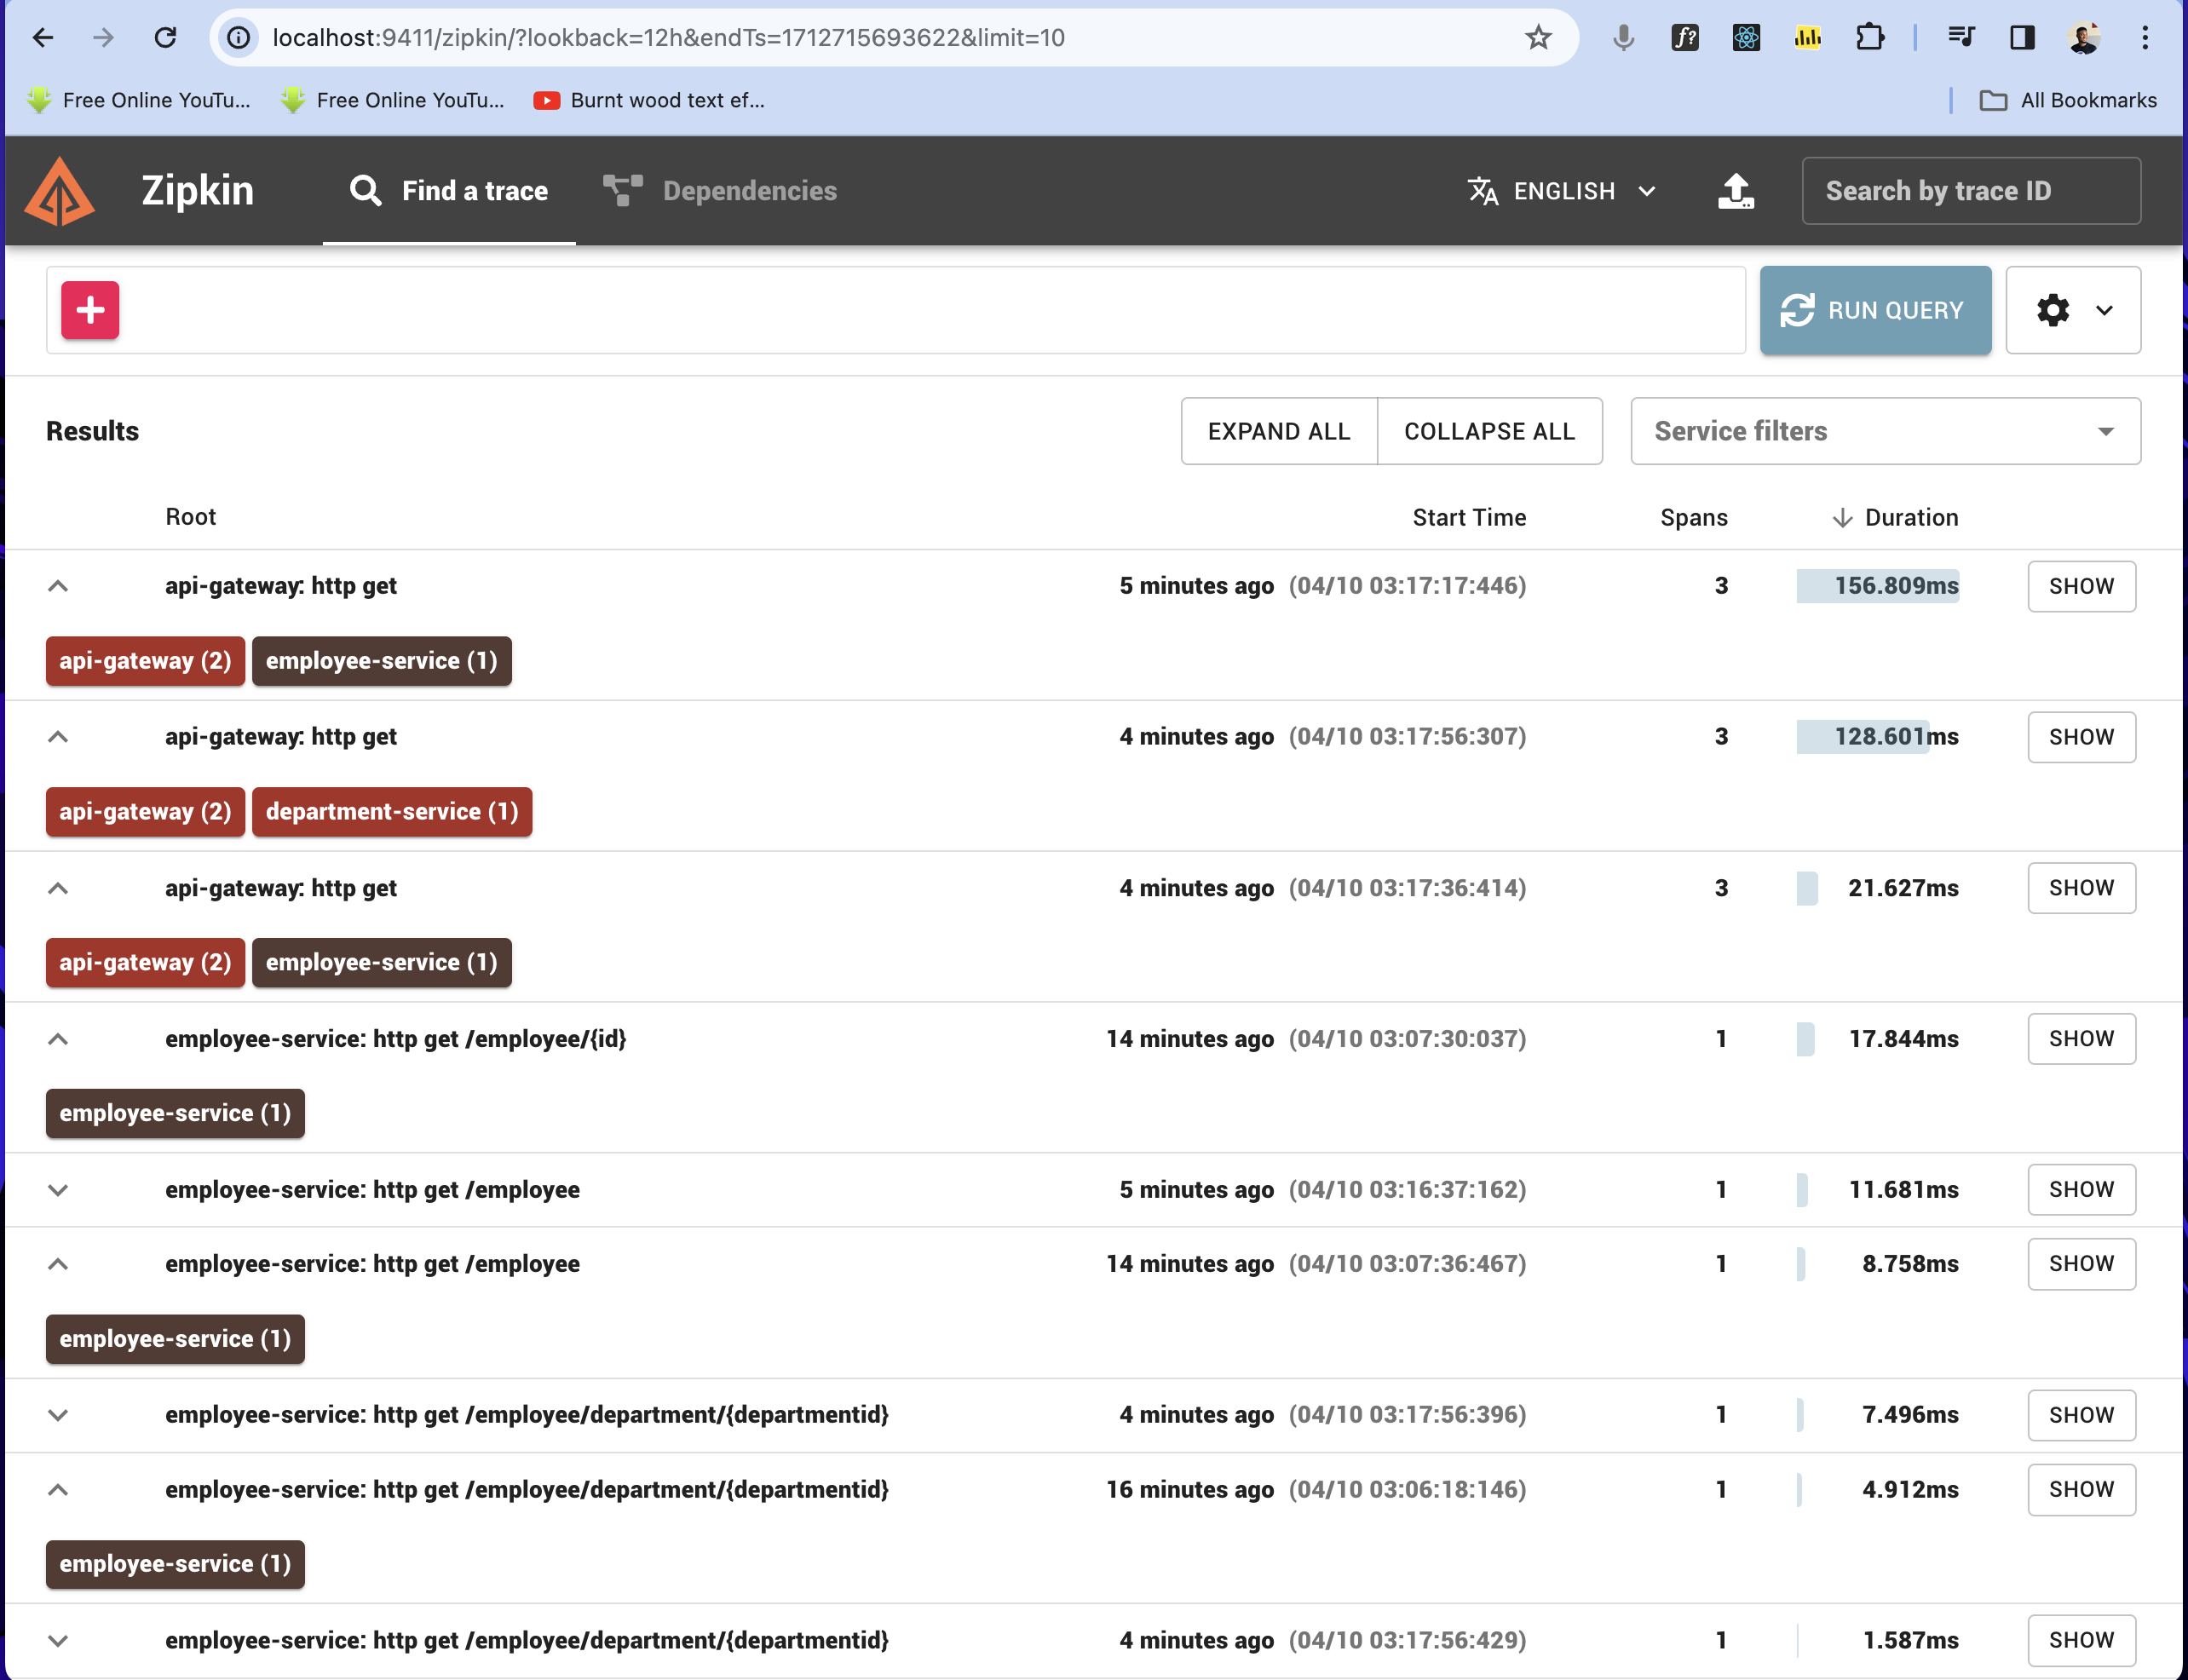 localhost:9411/zipkin/?lookback=12h&endTs=1712715693622&limit=10
f?
Free Online YouTu... Free Online YouTu... Burnt wood text ef... All Bookmarks
Zipkin Find a trace Dependencies ENGLISH Search by trace ID
RUN QUERY
Results EXPAND ALL COLLAPSE ALL Service filters
Root Start Time Spans Duration
api-gateway: http get 5 minutes ago (04/10 03:17:17:446) 3 156.809ms SHOW
api-gateway (2) employee-service (1)
api-gateway: http get 4 minutes ago (04/10 03:17:56:307) 3 128.601ms SHOW
api-gateway (2) department-service (1)
api-gateway: http get 4 minutes ago (04/10 03:17:36:414) 3 21.627ms SHOW
api-gateway (2) employee-service (1)
employee-service: http get /employee/{id} 14 minutes ago (04/10 03:07:30:037) 1 17.844ms SHOW
employee-service (1)
employee-service: http get /employee 5 minutes ago (04/10 03:16:37:162) 1 11.681ms SHOW
employee-service: http get /employee 14 minutes ago (04/10 03:07:36:467) 1 8.758ms SHOW
employee-service (1)
employee-service: http get /employee/department/{departmentid} 4 minutes ago (04/10 03:17:56:396) 1 7.496ms SHOW
employee-service: http get /employee/department/{departmentid} 16 minutes ago (04/10 03:06:18:146) 1 4.912ms SHOW
employee-service (1)
employee-service: http get /employee/department/{departmentid} 4 minutes ago (04/10 03:17:56:429) 1 1.587ms SHOW